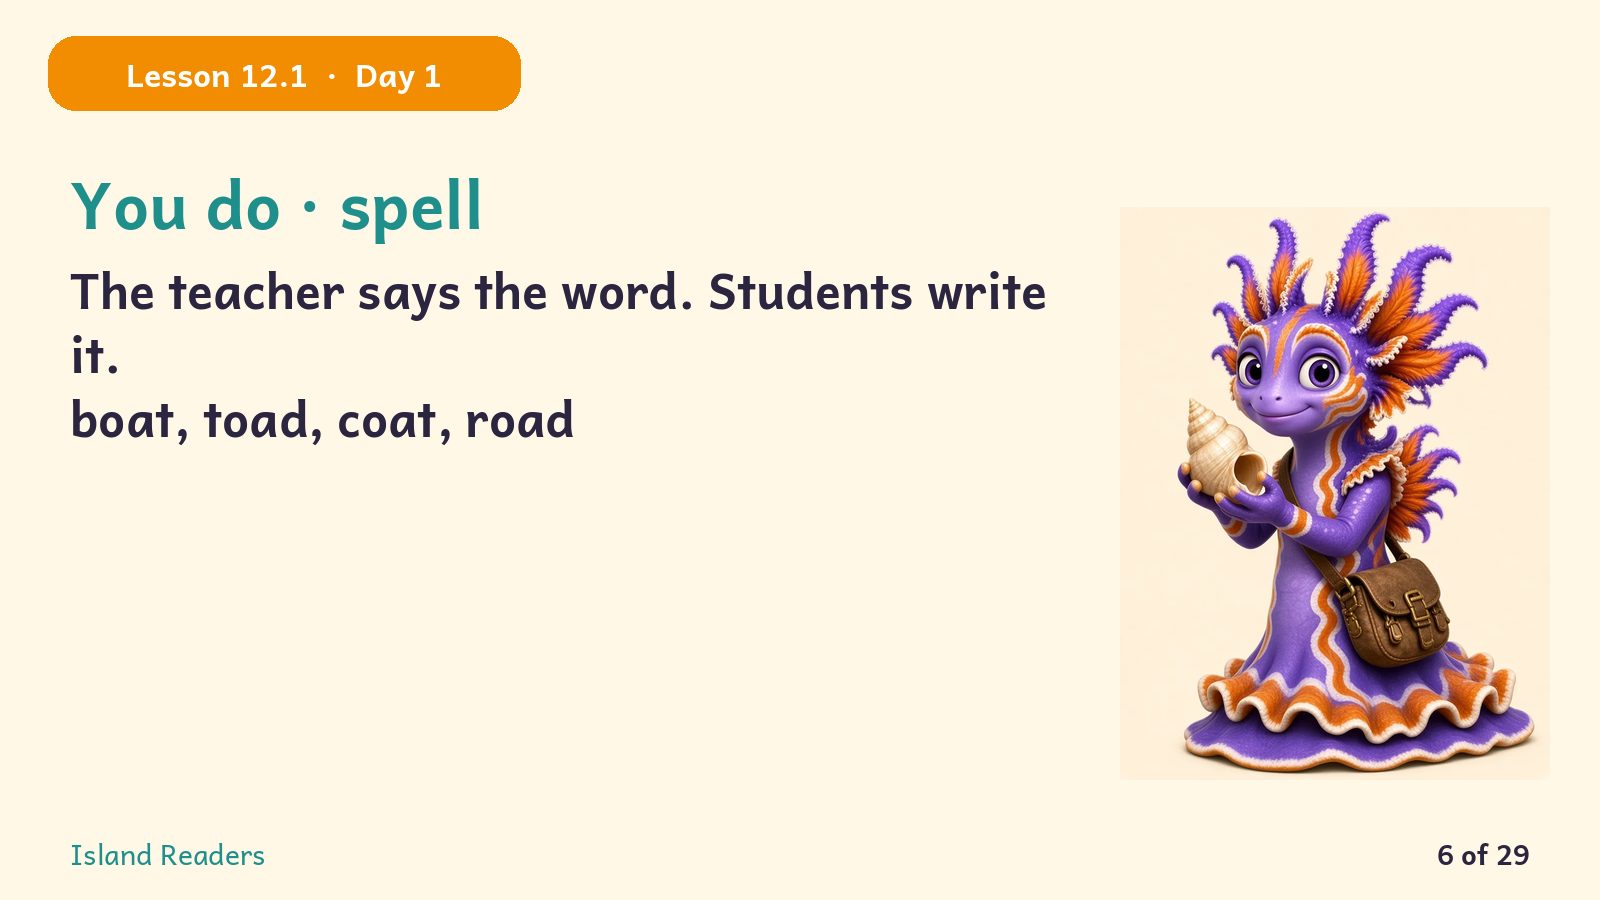 Lesson 12.1 · Day 1
You do · spell
The teacher says the word. Students write
it.
boat, toad, coat, road
Island Readers
6 of 29